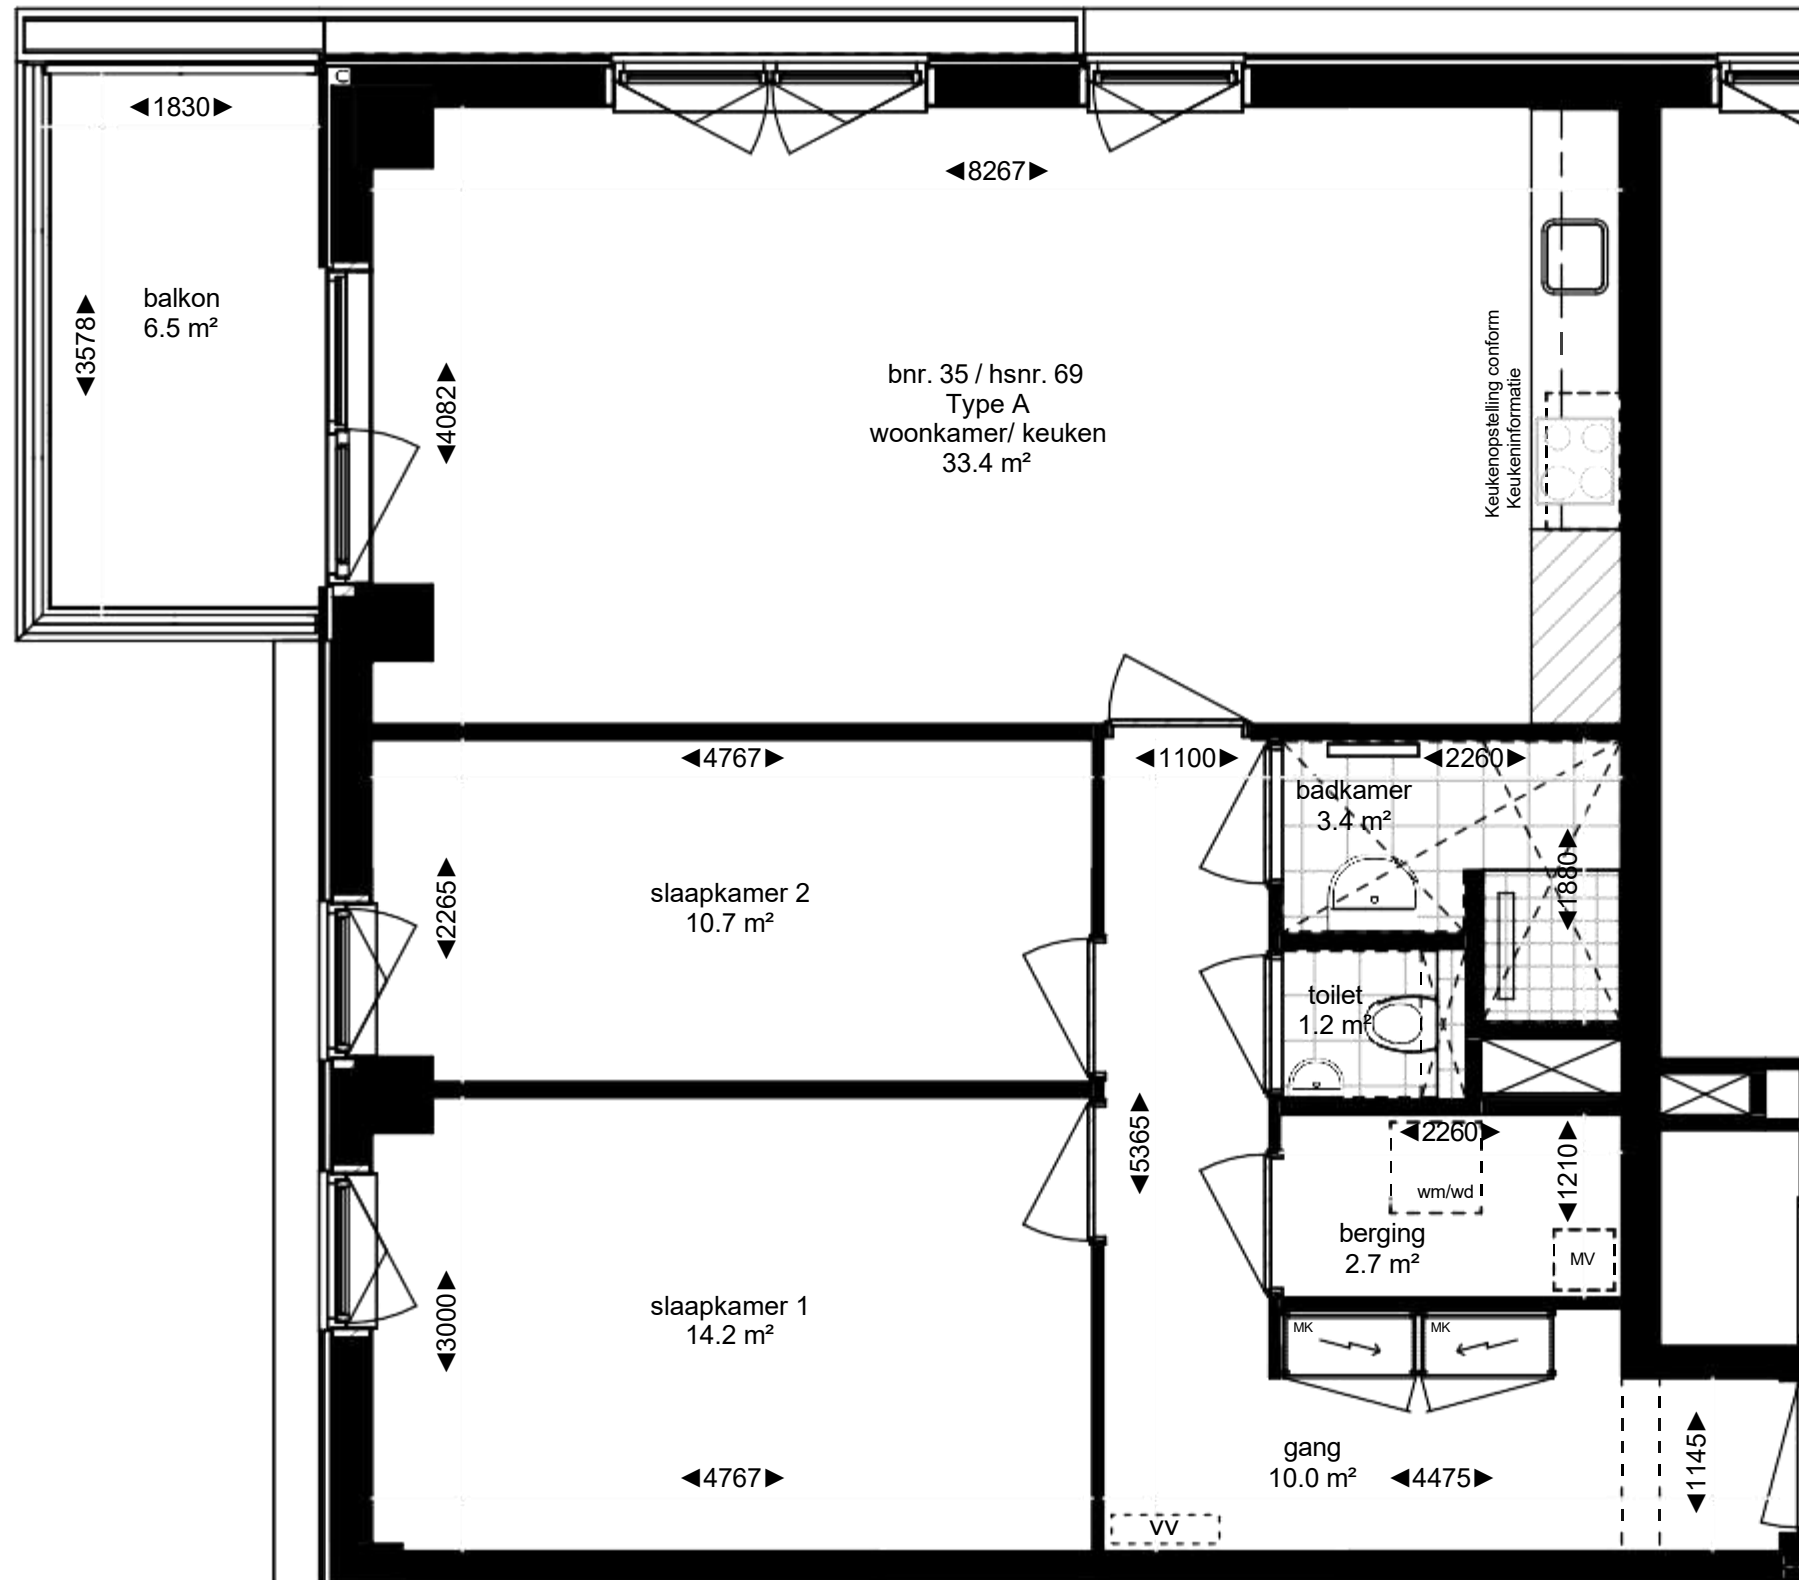 ◄1830►
◄8267►
balkon
6.5 m²
◄3578►
◄4082►
bnr. 35 / hsnr. 69
Type A
woonkamer/ keuken
33.4 m²
Keukenopstelling conform
Keukeninformatie
◄4767►
◄1100►
◄2260►
badkamer
3.4 m²
◄1880►
◄2265►
slaapkamer 2
10.7 m²
toilet
1.2 m²
◄5365►
◄2260►
◄1210►
wm/wd
berging
2.7 m²
MV
◄3000►
slaapkamer 1
14.2 m²
MK
MK
gang
10.0 m²
◄4767►
◄4475►
◄1145►
VV